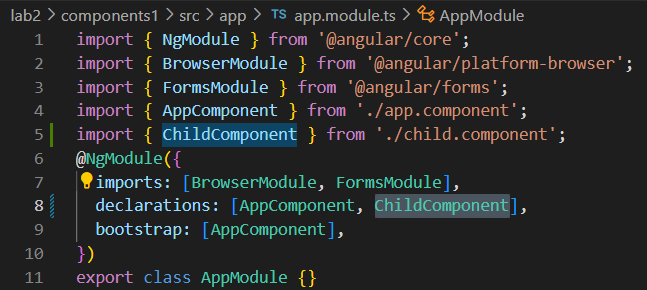 lab2 > components1 > src > app > TS app.module.ts > AppModule
1 import { NgModule } from '@angular/core';
2 import { BrowserModule } from '@angular/platform-browser';
3 import { FormsModule } from '@angular/forms';
4 import { AppComponent } from './app.component';
5 import { ChildComponent } from './child.component';
6 @NgModule({
7 imports: [BrowserModule, FormsModule],
8 declarations: [AppComponent, ChildComponent],
9 bootstrap: [AppComponent],
10 })
11 export class AppModule {}